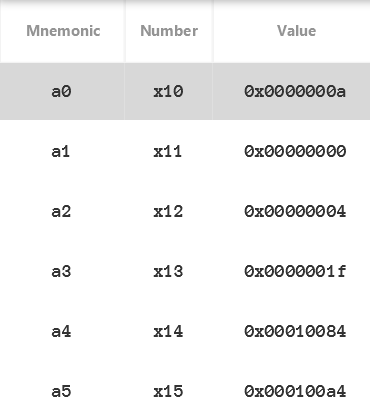 Mnemonic Number Value
a0 x10 0x0000000a
a1 x11 0x00000000
a2 x12 0x00000004
a3 x13 0x0000001f
a4 x14 0x00010084
a5 x15 0x000100a4